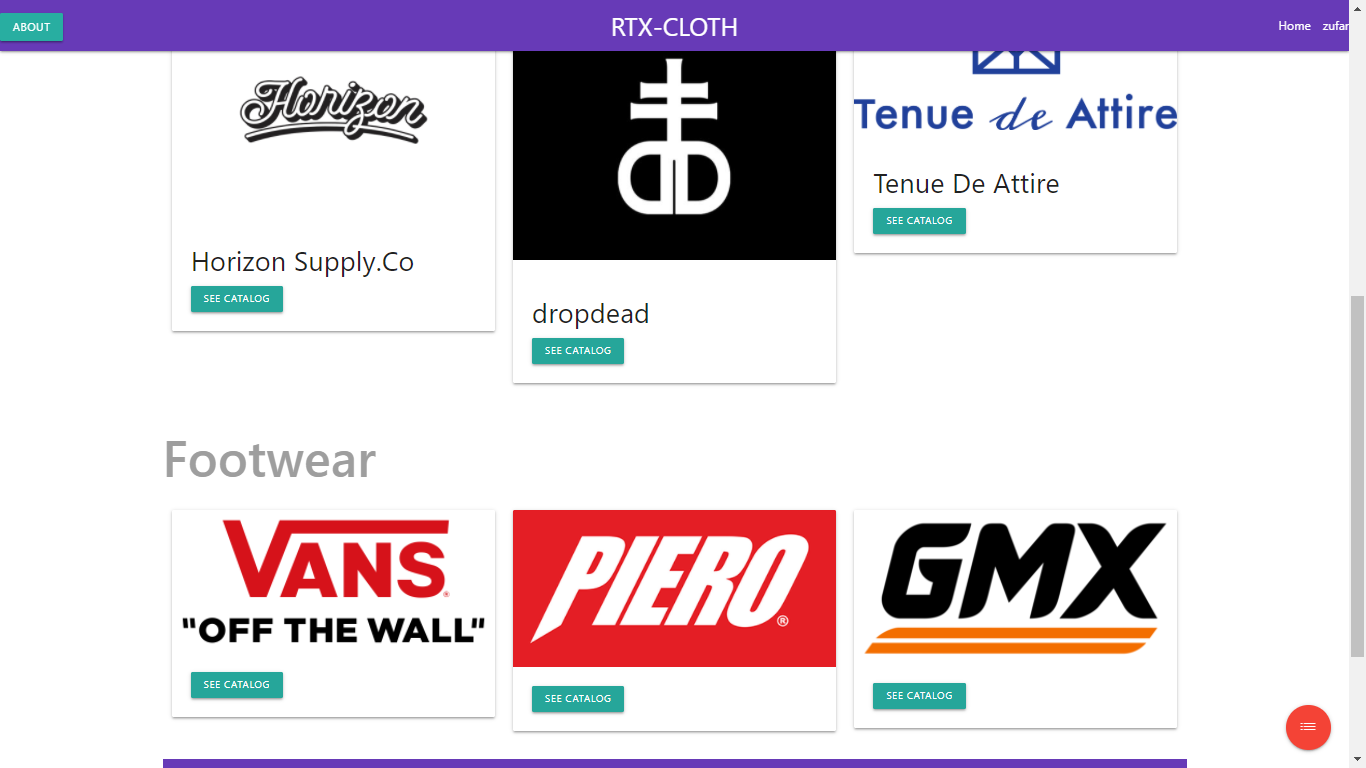 ABOUT
RTX-CLOTH
Home
zufar
Horizon
Horizon Supply.Co
SEE CATALOG
dropdead
SEE CATALOG
Tenue de Attire
Tenue De Attire
SEE CATALOG
Footwear
VANS
"OFF THE WALL"
SEE CATALOG
PIERO®
SEE CATALOG
GMX
SEE CATALOG